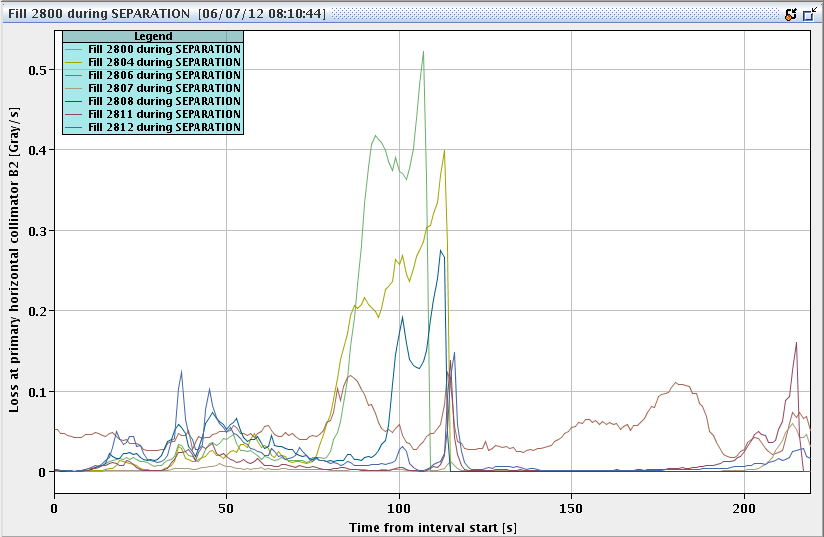 Fill 2800 during SEPARATION [06/07/12 08:10:44]
Legend
Fill 2800 during SEPARATION
Fill 2804 during SEPARATION
Fill 2806 during SEPARATION
Fill 2807 during SEPARATION
Fill 2808 during SEPARATION
Fill 2811 during SEPARATION
Fill 2812 during SEPARATION
Loss at primary horizontal collimator B2 [Gray/s]
0.5
0.4
0.3
0.2
0.1
0
0 50 100 150 200
Time from interval start [s]